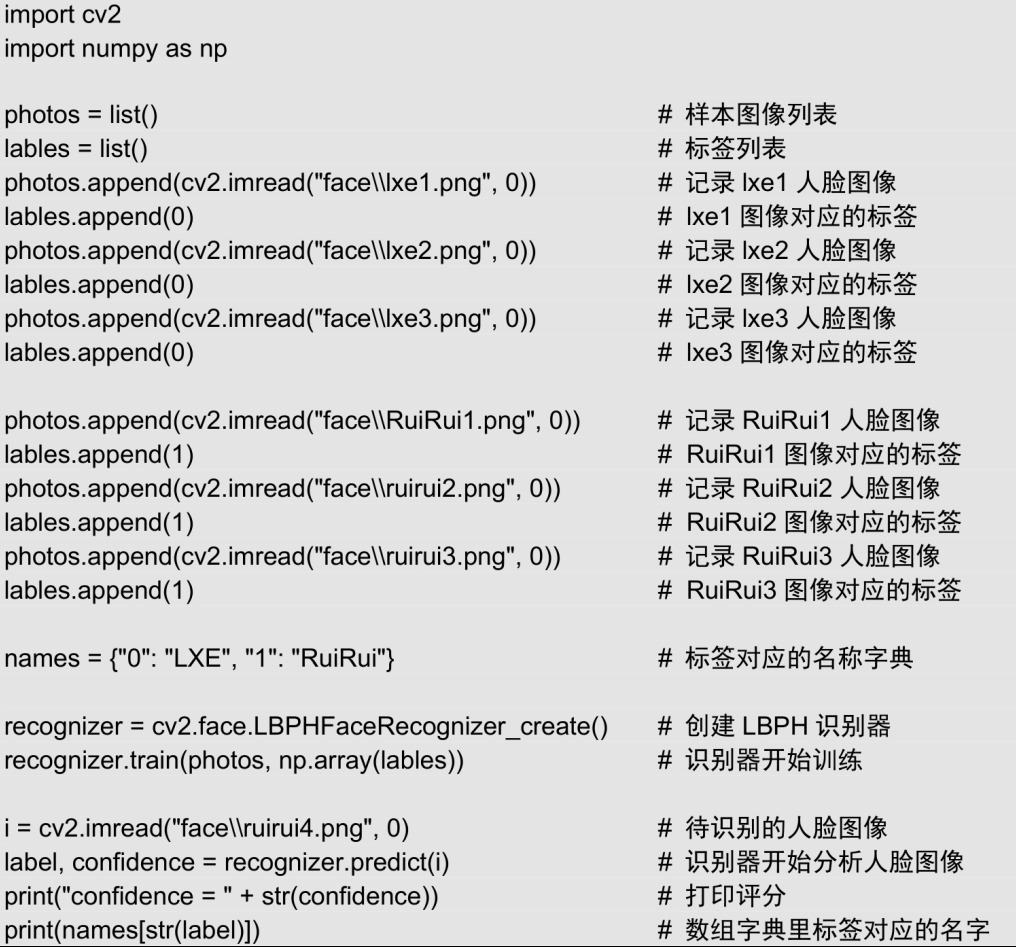 import cv2
import numpy as np
photos = list() # 样本图像列表
lables = list() # 标签列表
photos.append(cv2.imread("face\\lxe1.png", 0)) # 记录 lxe1 人脸图像
lables.append(0) # lxe1 图像对应的标签
photos.append(cv2.imread("face\\lxe2.png", 0)) # 记录 lxe2 人脸图像
lables.append(0) # lxe2 图像对应的标签
photos.append(cv2.imread("face\\lxe3.png", 0)) # 记录 lxe3 人脸图像
lables.append(0) # lxe3 图像对应的标签
photos.append(cv2.imread("face\\RuiRui1.png", 0)) # 记录 RuiRui1 人脸图像
lables.append(1) # RuiRui1 图像对应的标签
photos.append(cv2.imread("face\\ruirui2.png", 0)) # 记录 RuiRui2 人脸图像
lables.append(1) # RuiRui2 图像对应的标签
photos.append(cv2.imread("face\\ruirui3.png", 0)) # 记录 RuiRui3 人脸图像
lables.append(1) # RuiRui3 图像对应的标签
names = {"0": "LXE", "1": "RuiRui"} # 标签对应的名称字典
recognizer = cv2.face.LBPHFaceRecognizer_create() # 创建 LBPH 识别器
recognizer.train(photos, np.array(lables)) # 识别器开始训练
i = cv2.imread("face\\ruirui4.png", 0) # 待识别的人脸图像
label, confidence = recognizer.predict(i) # 识别器开始分析人脸图像
print("confidence = " + str(confidence)) # 打印评分
print(names[str(label)]) # 数组字典里标签对应的名字